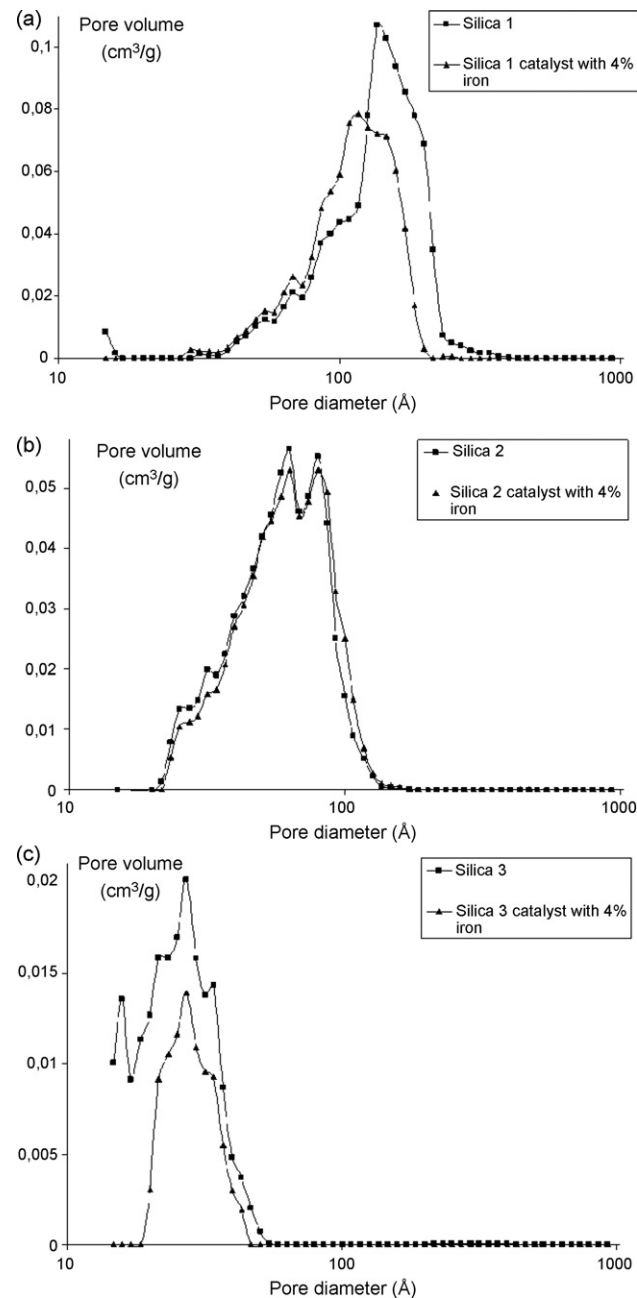 (a)
Pore volume
(cm³/g)
Silica 1
Silica 1 catalyst with 4%
iron
0,1
0,08
0,06
0,04
0,02
0
10
100
1000
Pore diameter (Å)
(b)
Pore volume
(cm³/g)
Silica 2
Silica 2 catalyst with 4%
iron
0,05
0,04
0,03
0,02
0,01
0
10
100
1000
Pore diameter (Å)
(c)
Pore volume
(cm³/g)
Silica 3
Silica 3 catalyst with 4%
iron
0,02
0,015
0,01
0,005
0
10
100
1000
Pore diameter (Å)